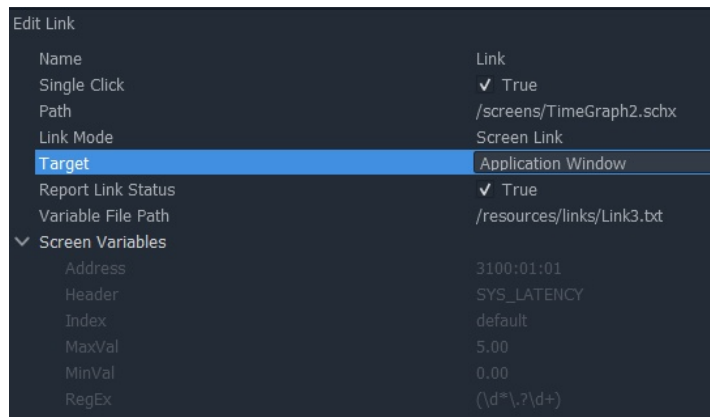 Edit Link
Name Link
Single Click ✓ True
Path /screens/TimeGraph2.schx
Link Mode Screen Link
Target Application Window
Report Link Status ✓ True
Variable File Path /resources/links/Link3.txt
Screen Variables
Address 3100:01:01
Header SYS_LATENCY
Index default
MaxVal 5.00
MinVal 0.00
RegEx (\d*\.?\d+)